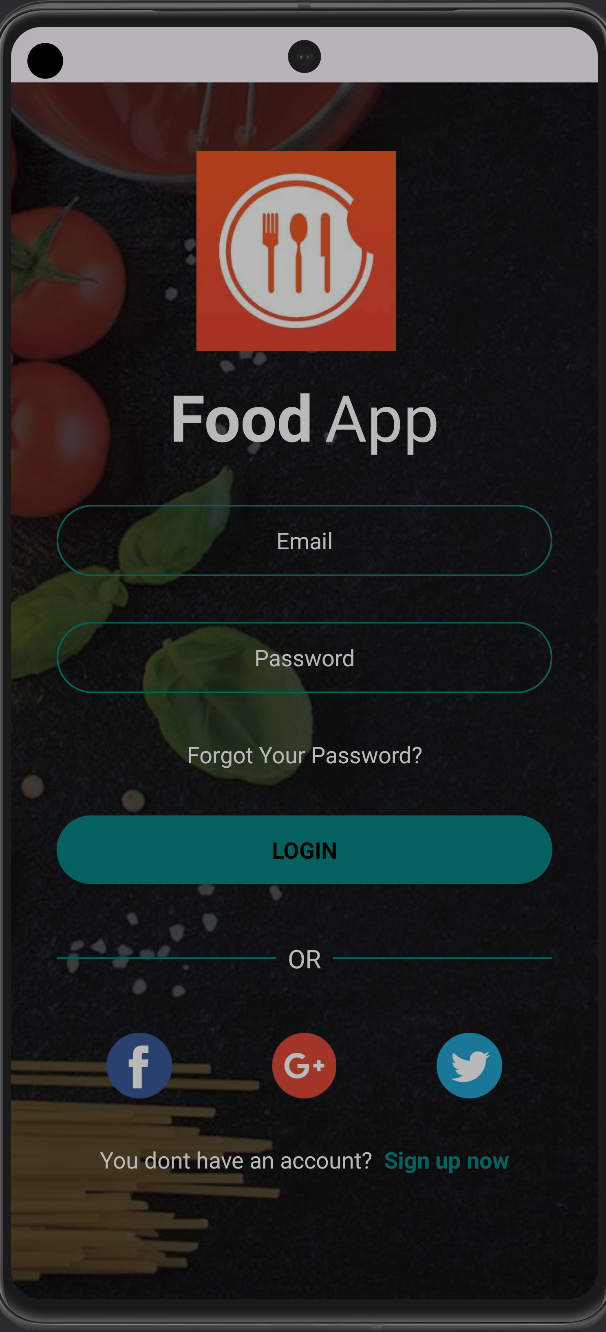 Food App
Email
Password
Forgot Your Password?
LOGIN
OR
f
G+
You dont have an account? Sign up now